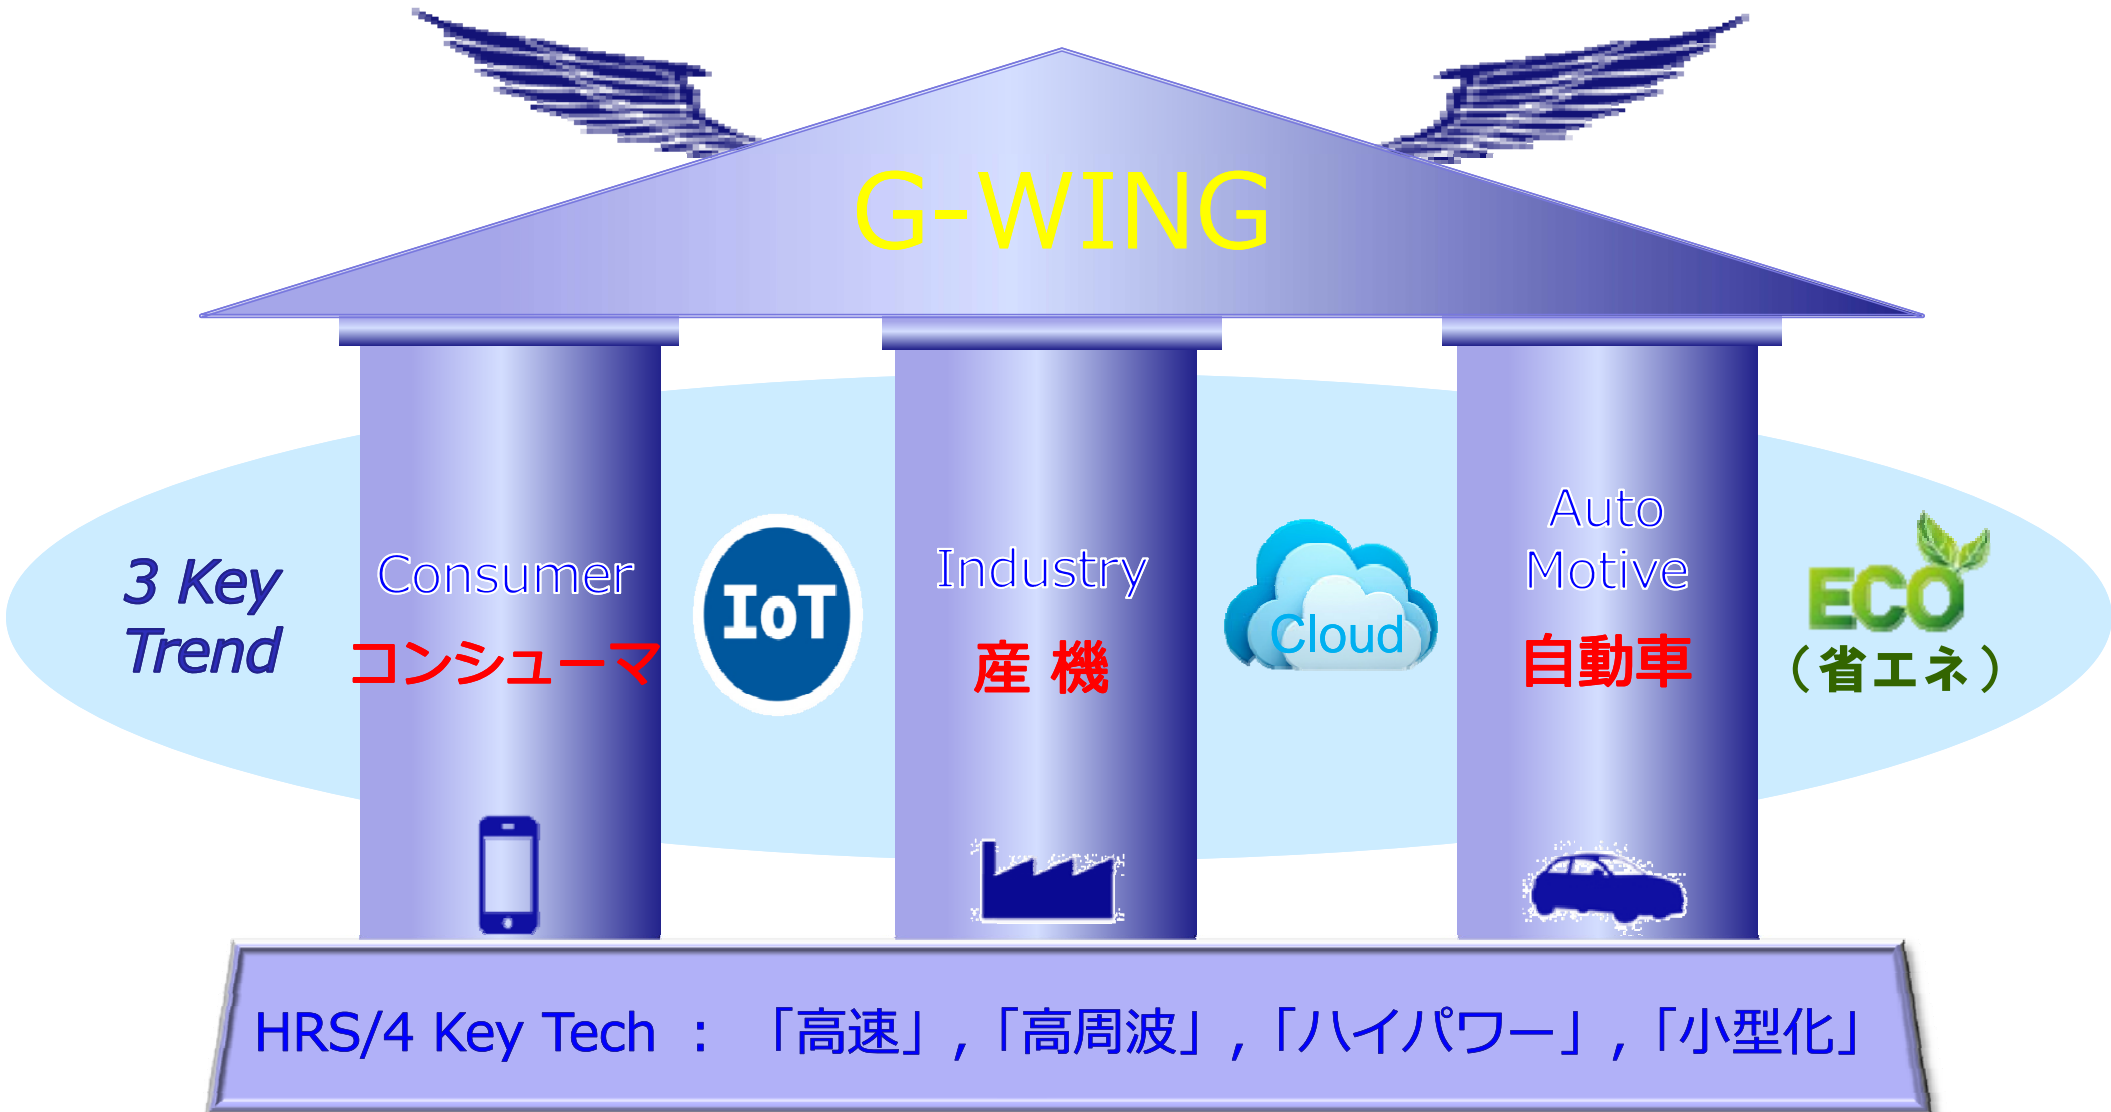 G-WING
3 Key
Trend
Consumer
コンシューマ
IoT
Industry
産 機
Cloud
Auto
Motive
自動車
ECO
（省エネ）
HRS/4 Key Tech ： 「高速」,「高周波」,「ハイパワー」,「小型化」